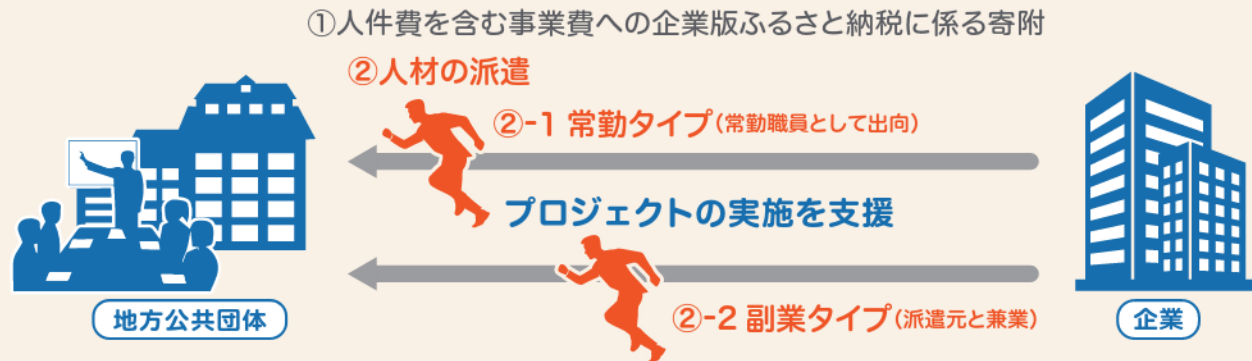 ①人件費を含む事業費への企業版ふるさと納税に係る寄附
②人材の派遣
②-1 常勤タイプ(常勤職員として出向)
プロジェクトの実施を支援
②-2 副業タイプ(派遣元と兼業)
地方公共団体
企業